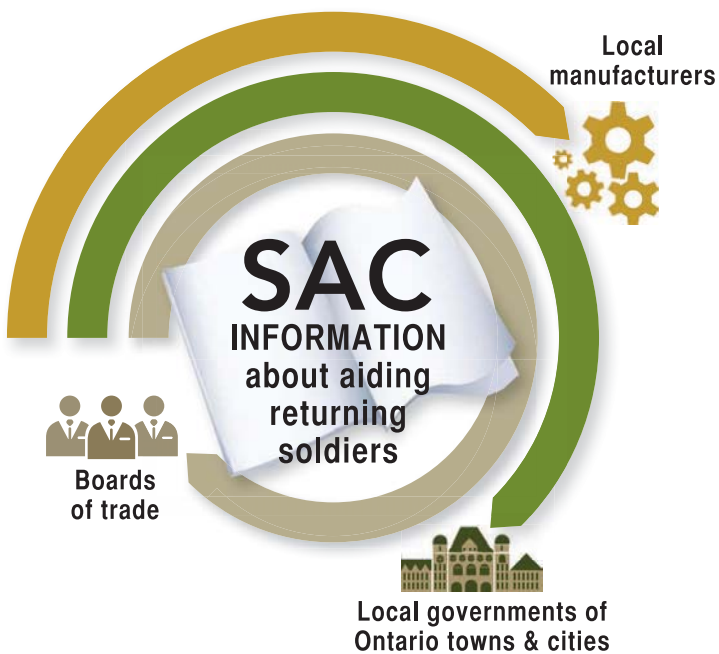 Local
manufacturers
SAC
INFORMATION
about aiding
returning
soldiers
Boards
of trade
Local governments of
Ontario towns & cities